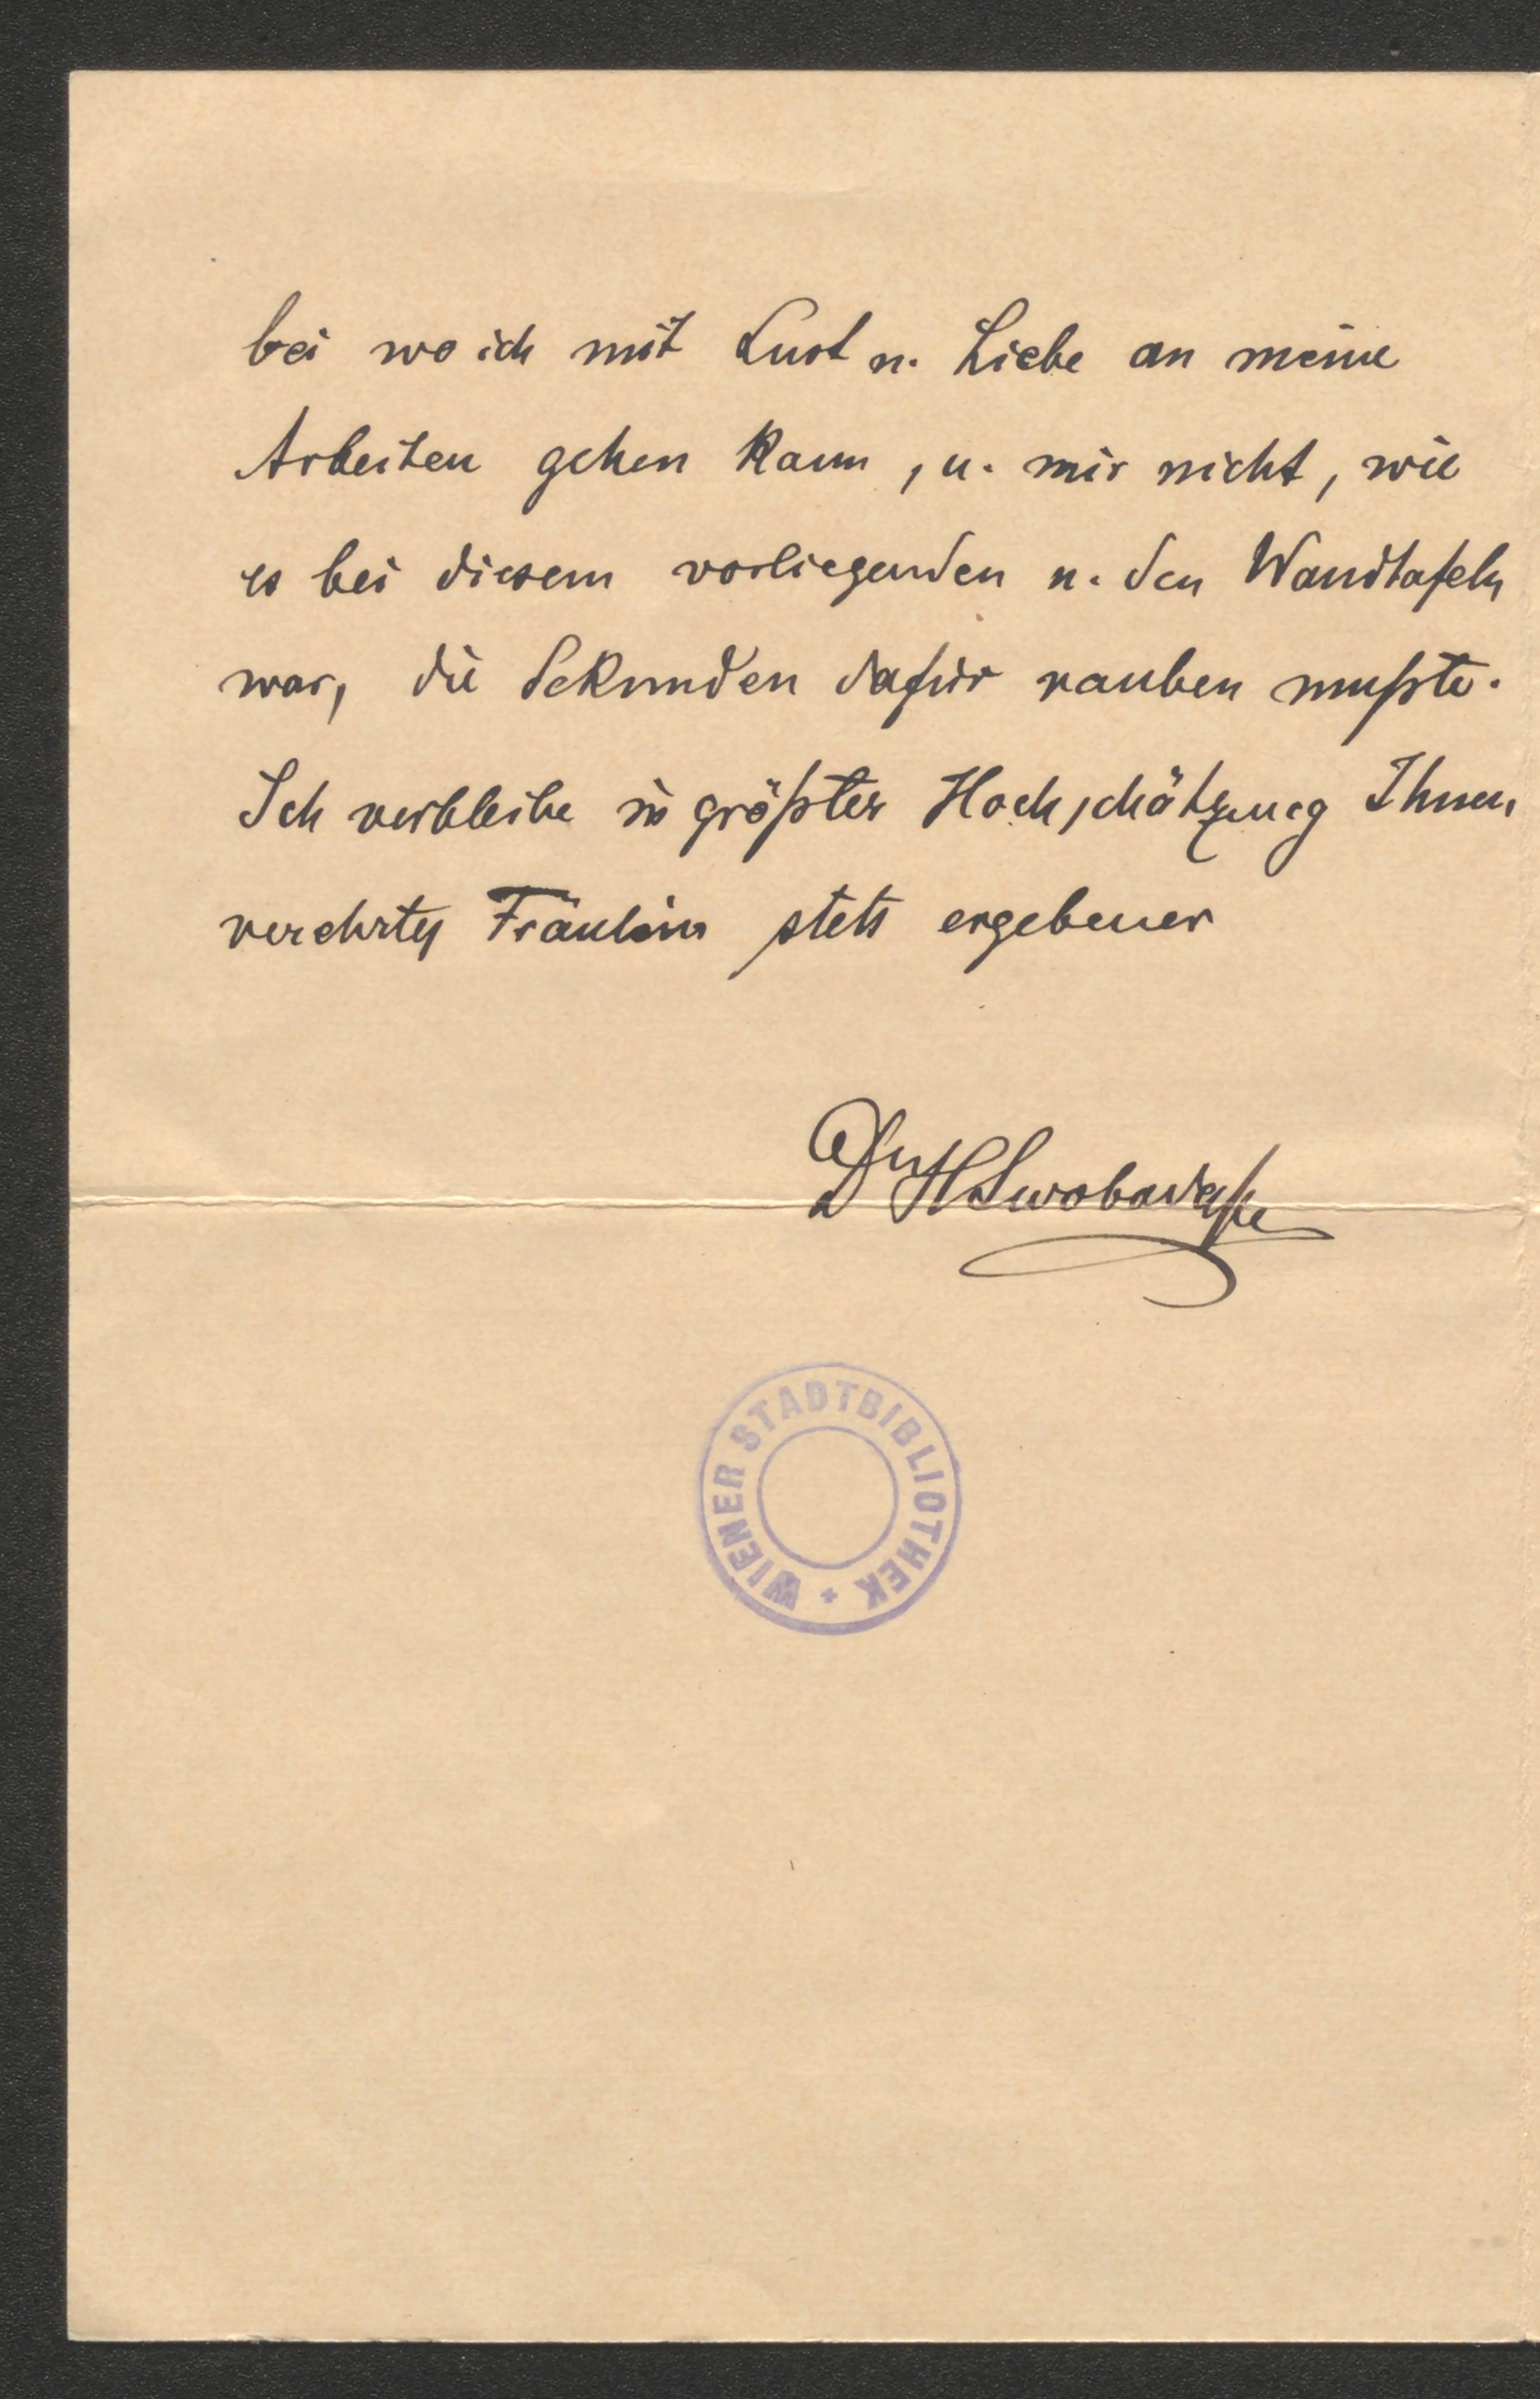 bei wo ich mit Lust u. Liebe an meine
Arbeiten gehen kann, u. mir nicht, wie
es bei diesem vorliegenden u. den Wandtafeln
war, die Sekunden dafür rauben mußte.
Ich verbleibe in größter Hochschätzung Ihnen,
verehrtes Fräulein stets ergebener
Dr H Swoboda
WIENER STADTBIBLIOTHEK